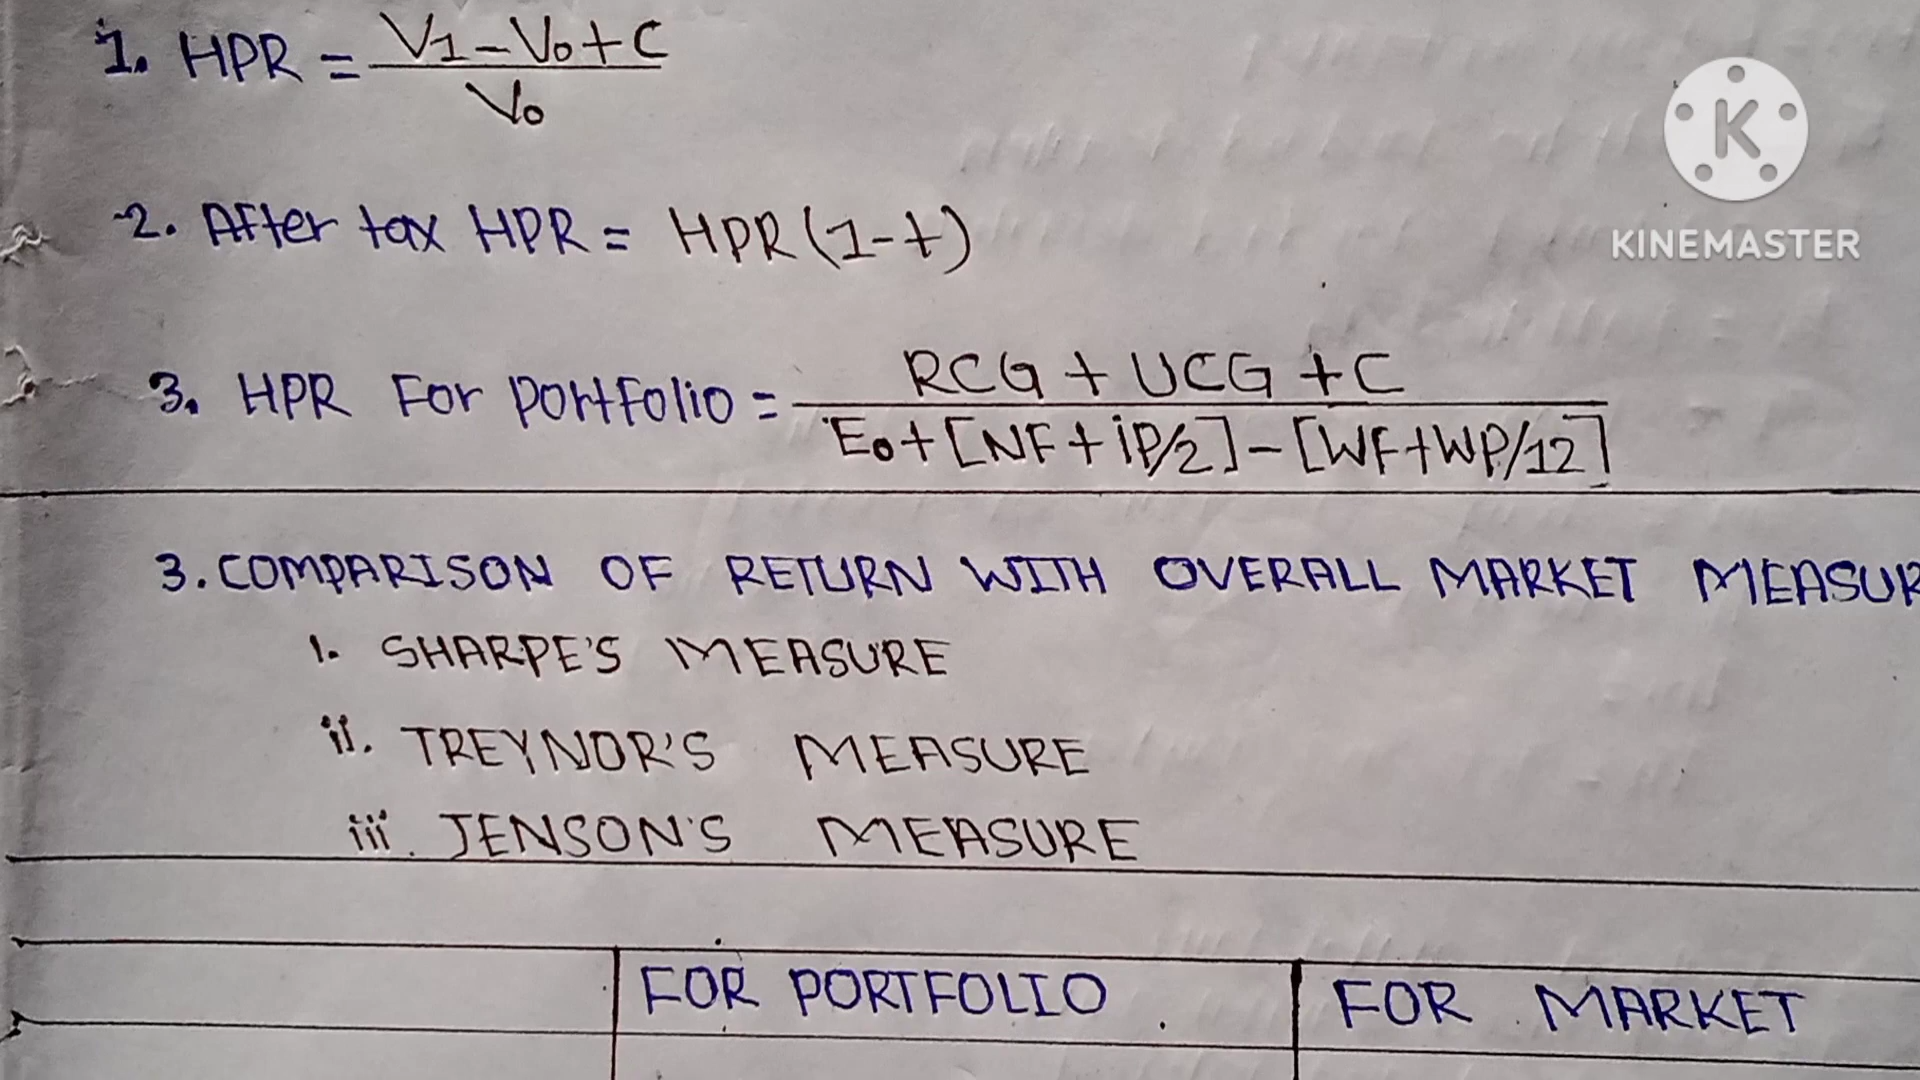 1. HPR = V1 - V0 + C / V0
KINEMASTER
2. After tax HPR = HPR (1-t)
3. HPR For Portfolio = RCG + UCG + C / E0 + [NF + iP/2] - [WF + WP/12]
3. COMPARISON OF RETURN WITH OVERALL MARKET MEASUR
i. SHARPE'S MEASURE
ii. TREYNOR'S MEASURE
iii. JENSON'S MEASURE
FOR PORTFOLIO FOR MARKET